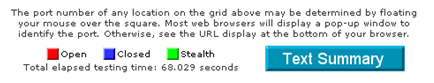 The port number of any location on the grid above may be determined by floating
your mouse over the square. Most web browsers will display a pop-up window to
identify the port. Otherwise, see the URL display at the bottom of your browser.
Open Closed Stealth
Total elapsed testing time: 68.029 seconds
Text Summary